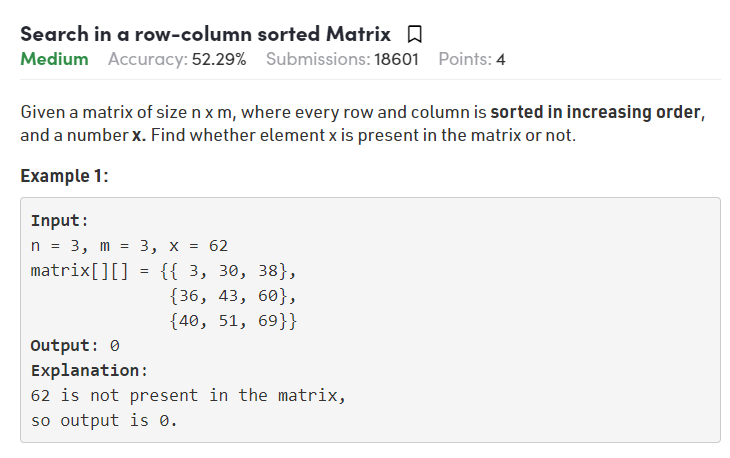 Search in a row-column sorted Matrix
Medium Accuracy: 52.29% Submissions: 18601 Points: 4
Given a matrix of size n x m, where every row and column is sorted in increasing order,
and a number x. Find whether element x is present in the matrix or not.
Example 1:
Input:
n = 3, m = 3, x = 62
matrix[][] = {{ 3, 30, 38},
{36, 43, 60},
{40, 51, 69}}
Output: 0
Explanation:
62 is not present in the matrix,
so output is 0.